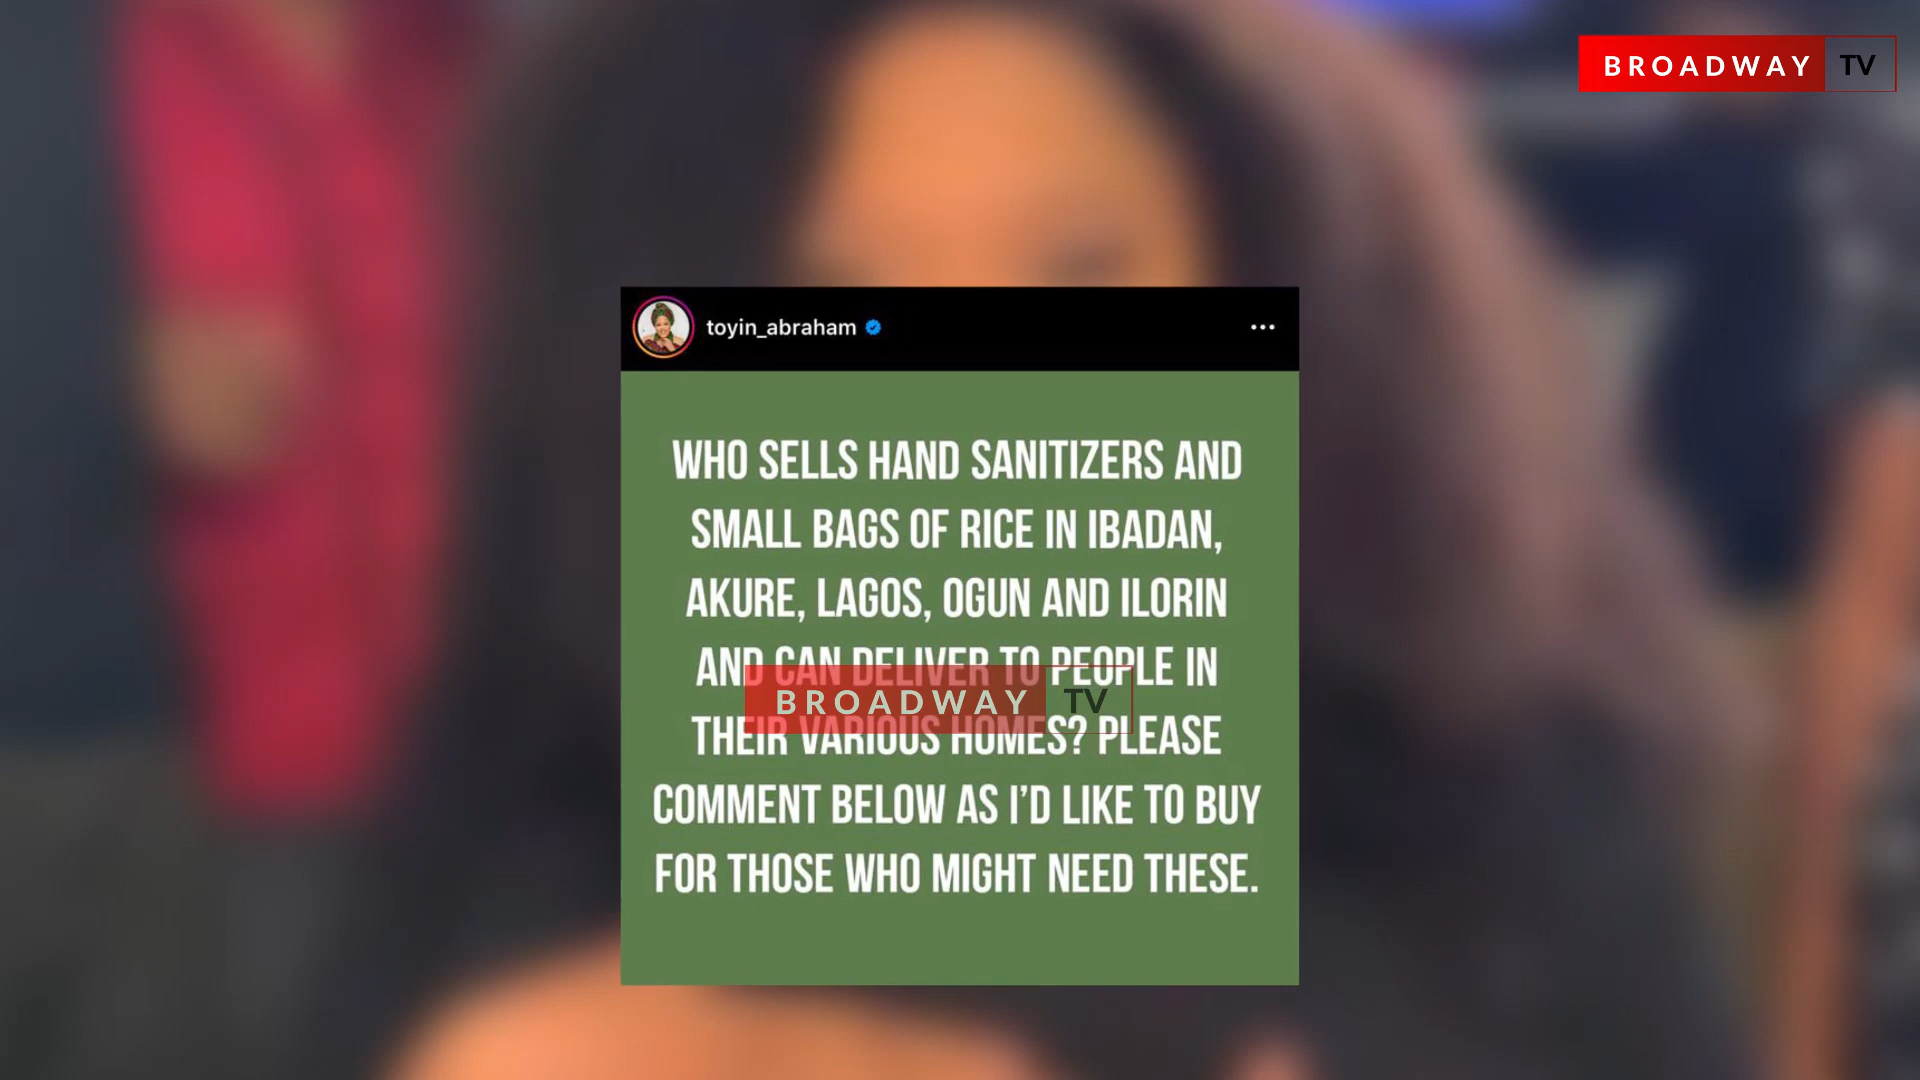 BROADWAY TV
toyin_abraham
WHO SELLS HAND SANITIZERS AND
SMALL BAGS OF RICE IN IBADAN,
AKURE, LAGOS, OGUN AND ILORIN
AND CAN DELIVER TO PEOPLE IN
BROADWAY TV
THEIR VARIOUS HOMES? PLEASE
COMMENT BELOW AS I'D LIKE TO BUY
FOR THOSE WHO MIGHT NEED THESE.